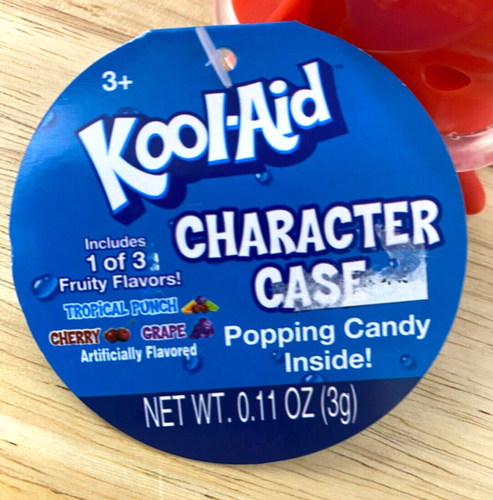 3+
Kool-Aid
CHARACTER
CASE
Includes
1 of 3
Fruity Flavors!
TROPICAL PUNCH
CHERRY GRAPE
Artificially Flavored
Popping Candy
Inside!
NET WT. 0.11 OZ (3g)